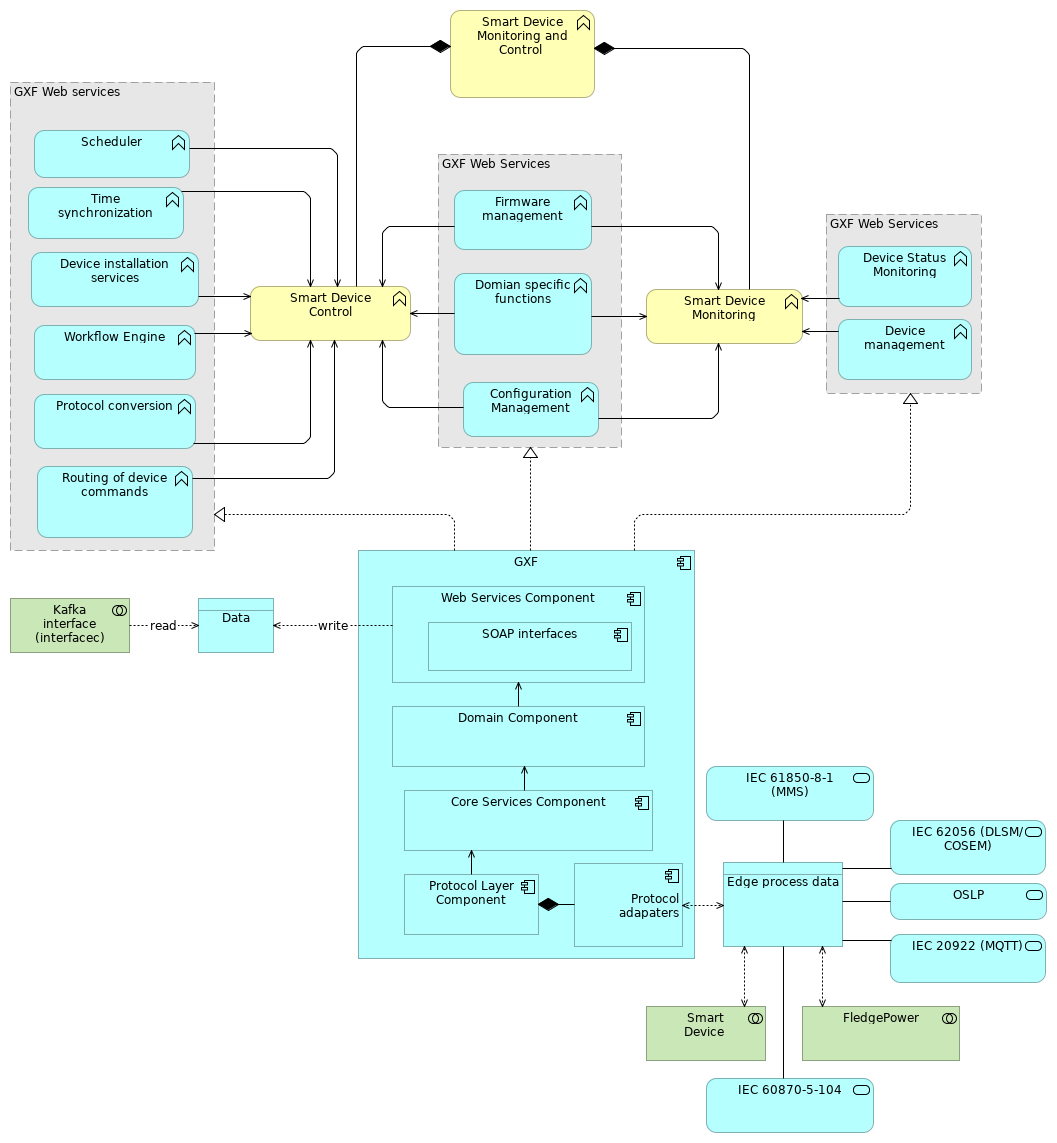 Smart Device
Monitoring and
Control
GXF Web services
Scheduler
Time
synchronization
Device installation
services
Workflow Engine
Protocol conversion
Routing of device
commands
Smart Device
Control
GXF Web Services
Firmware
management
Domian specific
functions
Configuration
Management
Smart Device
Monitoring
GXF Web Services
Device Status
Monitoring
Device
management
Kafka
interface
(interfacec)
read
Data
write
GXF
Web Services Component
SOAP interfaces
Domain Component
Core Services Component
Protocol Layer
Component
Protocol
adapaters
IEC 61850-8-1
(MMS)
Edge process data
IEC 62056 (DLSM/
COSEM)
OSLP
IEC 20922 (MQTT)
Smart
Device
FledgePower
IEC 60870-5-104